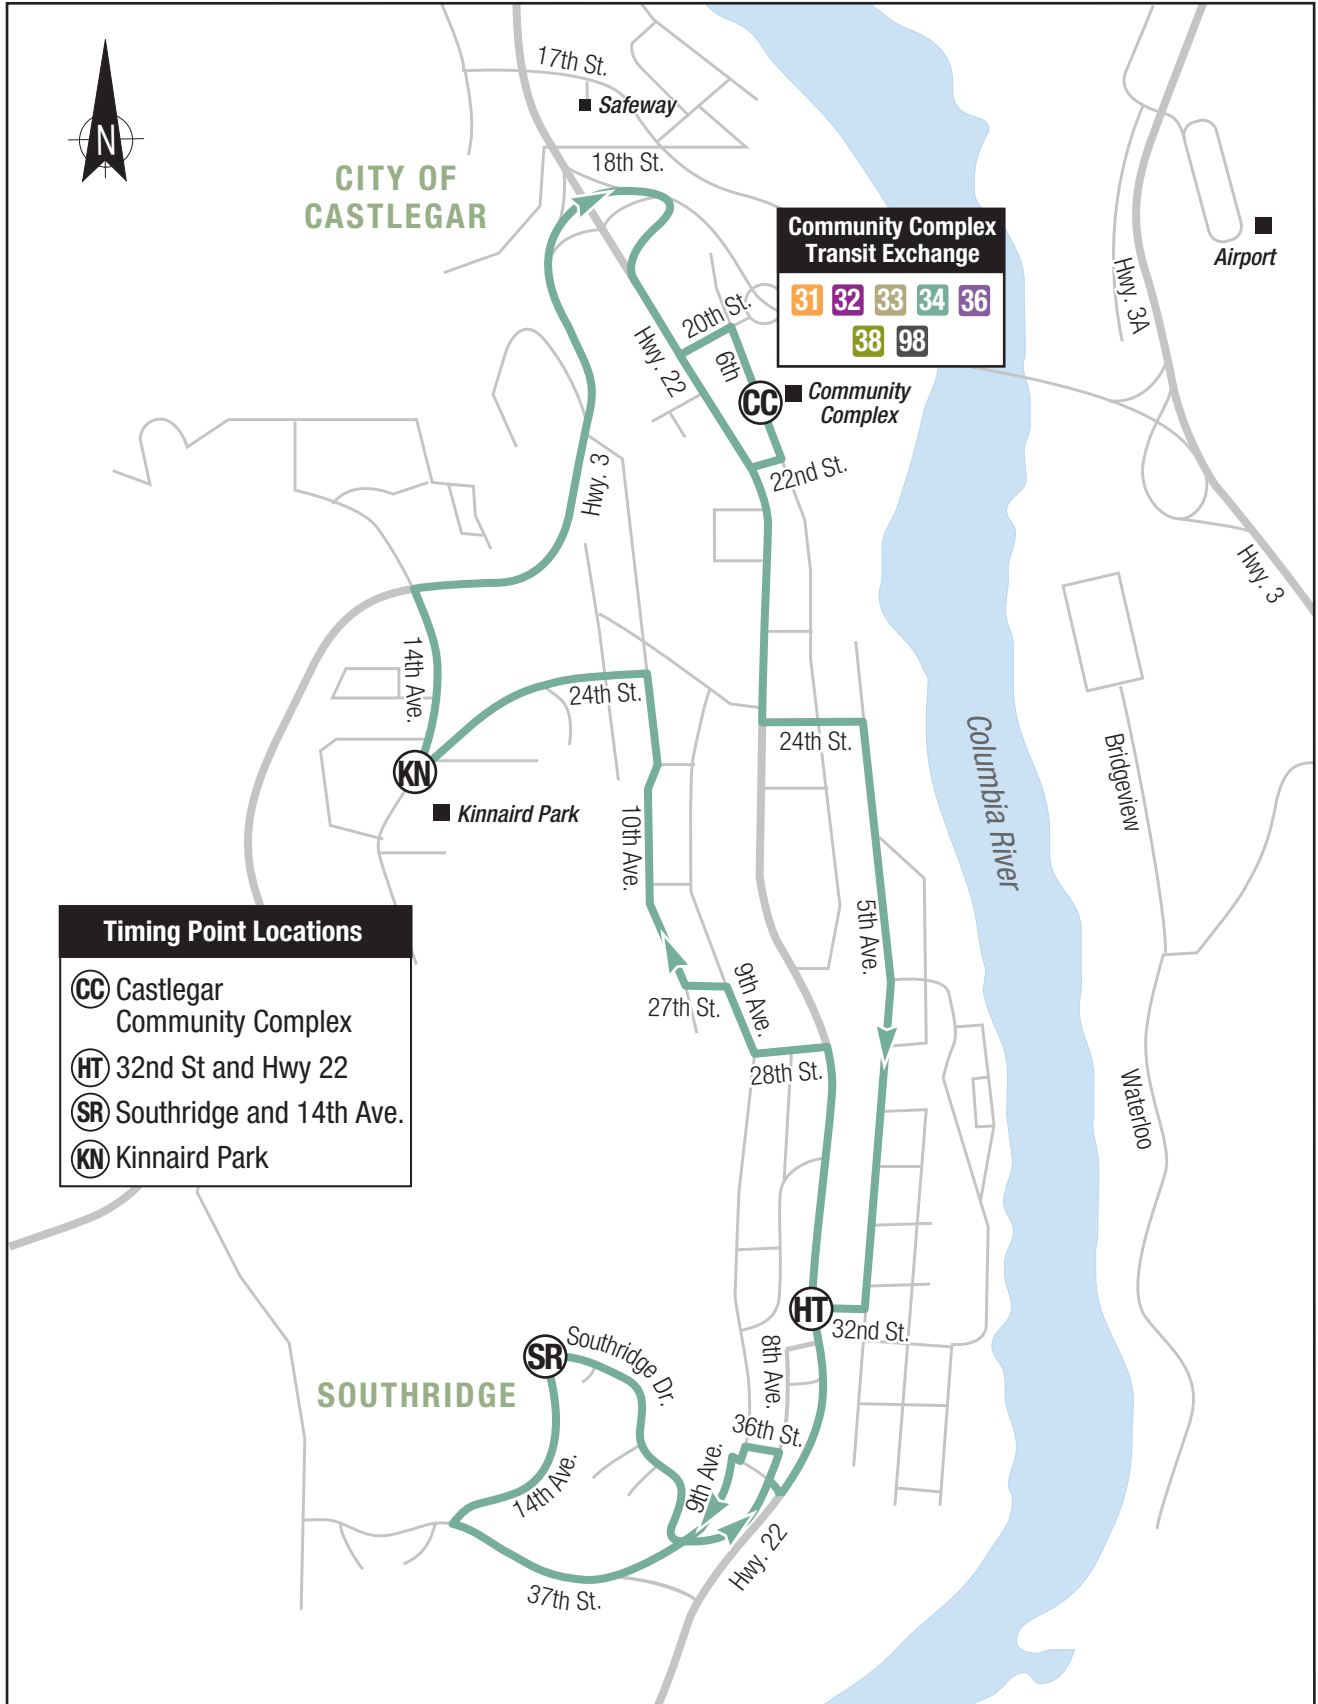 17th St.
Safeway
N
18th St.
CITY OF
CASTLEGAR
Community Complex
Transit Exchange
31 32 33 34 36
38 98
Airport
Hwy. 3A
20th St.
Hwy. 22
6th
CC
Community
Complex
22nd St.
Hwy. 3
Hwy. 3
14th Ave.
24th St.
24th St.
Columbia River
Bridgeview
KN
Kinnaird Park
10th Ave.
5th Ave.
Timing Point Locations
CC Castlegar
Community Complex
HT 32nd St and Hwy 22
SR Southridge and 14th Ave.
KN Kinnaird Park
9th Ave.
27th St.
28th St.
Waterloo
HT
32nd St.
SR
Southridge Dr.
8th Ave.
SOUTHRIDGE
36th St.
9th Ave.
14th Ave.
Hwy. 22
37th St.